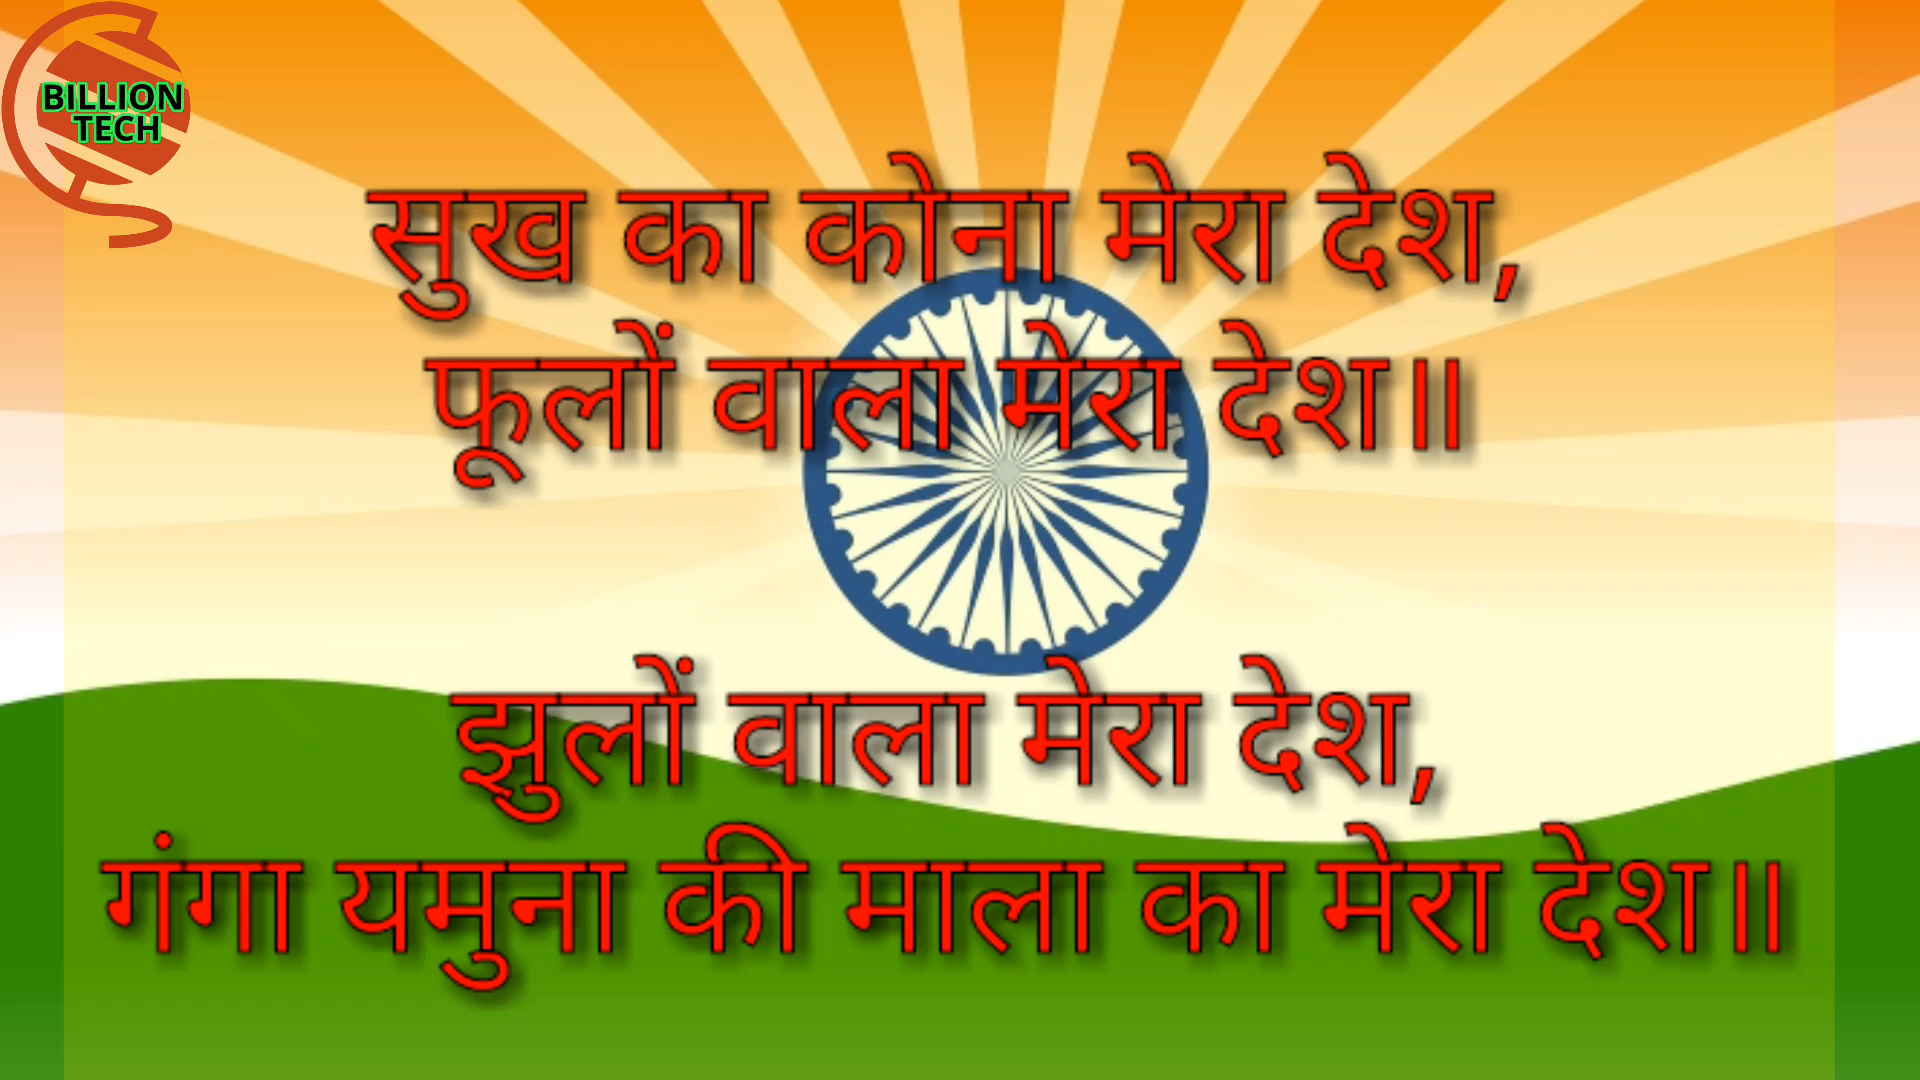 BILLION
TECH
सुख का कोना मेरा देश,
फूलों वाला मेरा देश॥
झुलों वाला मेरा देश,
गंगा यमुना की माला का मेरा देश॥